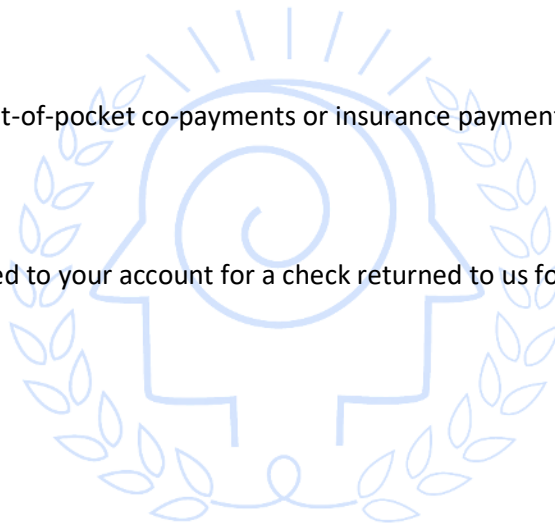 t-of-pocket co-payments or insurance payment
ed to your account for a check returned to us fo